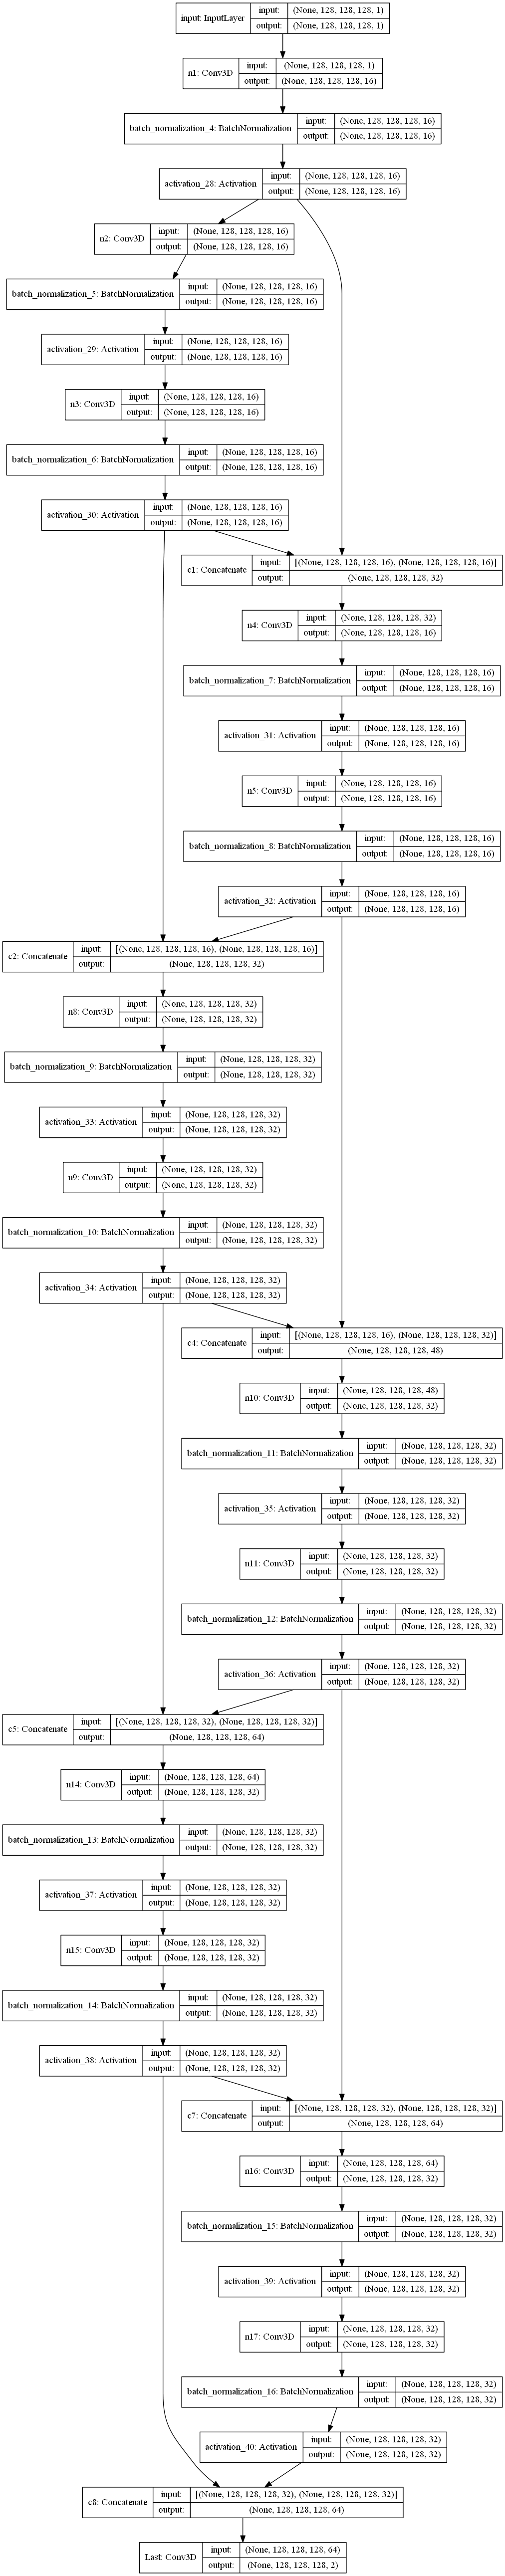 input: InputLayer
input: (None, 128, 128, 128, 1)
output: (None, 128, 128, 128, 1)
n1: Conv3D
input: (None, 128, 128, 128, 1)
output: (None, 128, 128, 128, 16)
batch_normalization_4: BatchNormalization
input: (None, 128, 128, 128, 16)
output: (None, 128, 128, 128, 16)
activation_28: Activation
input: (None, 128, 128, 128, 16)
output: (None, 128, 128, 128, 16)
n2: Conv3D
input: (None, 128, 128, 128, 16)
output: (None, 128, 128, 128, 16)
batch_normalization_5: BatchNormalization
input: (None, 128, 128, 128, 16)
output: (None, 128, 128, 128, 16)
activation_29: Activation
input: (None, 128, 128, 128, 16)
output: (None, 128, 128, 128, 16)
n3: Conv3D
input: (None, 128, 128, 128, 16)
output: (None, 128, 128, 128, 16)
batch_normalization_6: BatchNormalization
input: (None, 128, 128, 128, 16)
output: (None, 128, 128, 128, 16)
activation_30: Activation
input: (None, 128, 128, 128, 16)
output: (None, 128, 128, 128, 16)
c1: Concatenate
input: [(None, 128, 128, 128, 16), (None, 128, 128, 128, 16)]
output: (None, 128, 128, 128, 32)
n4: Conv3D
input: (None, 128, 128, 128, 32)
output: (None, 128, 128, 128, 16)
batch_normalization_7: BatchNormalization
input: (None, 128, 128, 128, 16)
output: (None, 128, 128, 128, 16)
activation_31: Activation
input: (None, 128, 128, 128, 16)
output: (None, 128, 128, 128, 16)
n5: Conv3D
input: (None, 128, 128, 128, 16)
output: (None, 128, 128, 128, 16)
batch_normalization_8: BatchNormalization
input: (None, 128, 128, 128, 16)
output: (None, 128, 128, 128, 16)
activation_32: Activation
input: (None, 128, 128, 128, 16)
output: (None, 128, 128, 128, 16)
c2: Concatenate
input: [(None, 128, 128, 128, 16), (None, 128, 128, 128, 16)]
output: (None, 128, 128, 128, 32)
n8: Conv3D
input: (None, 128, 128, 128, 32)
output: (None, 128, 128, 128, 32)
batch_normalization_9: BatchNormalization
input: (None, 128, 128, 128, 32)
output: (None, 128, 128, 128, 32)
activation_33: Activation
input: (None, 128, 128, 128, 32)
output: (None, 128, 128, 128, 32)
n9: Conv3D
input: (None, 128, 128, 128, 32)
output: (None, 128, 128, 128, 32)
batch_normalization_10: BatchNormalization
input: (None, 128, 128, 128, 32)
output: (None, 128, 128, 128, 32)
activation_34: Activation
input: (None, 128, 128, 128, 32)
output: (None, 128, 128, 128, 32)
c4: Concatenate
input: [(None, 128, 128, 128, 16), (None, 128, 128, 128, 32)]
output: (None, 128, 128, 128, 48)
n10: Conv3D
input: (None, 128, 128, 128, 48)
output: (None, 128, 128, 128, 32)
batch_normalization_11: BatchNormalization
input: (None, 128, 128, 128, 32)
output: (None, 128, 128, 128, 32)
activation_35: Activation
input: (None, 128, 128, 128, 32)
output: (None, 128, 128, 128, 32)
n11: Conv3D
input: (None, 128, 128, 128, 32)
output: (None, 128, 128, 128, 32)
batch_normalization_12: BatchNormalization
input: (None, 128, 128, 128, 32)
output: (None, 128, 128, 128, 32)
activation_36: Activation
input: (None, 128, 128, 128, 32)
output: (None, 128, 128, 128, 32)
c5: Concatenate
input: [(None, 128, 128, 128, 32), (None, 128, 128, 128, 32)]
output: (None, 128, 128, 128, 64)
n14: Conv3D
input: (None, 128, 128, 128, 64)
output: (None, 128, 128, 128, 32)
batch_normalization_13: BatchNormalization
input: (None, 128, 128, 128, 32)
output: (None, 128, 128, 128, 32)
activation_37: Activation
input: (None, 128, 128, 128, 32)
output: (None, 128, 128, 128, 32)
n15: Conv3D
input: (None, 128, 128, 128, 32)
output: (None, 128, 128, 128, 32)
batch_normalization_14: BatchNormalization
input: (None, 128, 128, 128, 32)
output: (None, 128, 128, 128, 32)
activation_38: Activation
input: (None, 128, 128, 128, 32)
output: (None, 128, 128, 128, 32)
c7: Concatenate
input: [(None, 128, 128, 128, 32), (None, 128, 128, 128, 32)]
output: (None, 128, 128, 128, 64)
n16: Conv3D
input: (None, 128, 128, 128, 64)
output: (None, 128, 128, 128, 32)
batch_normalization_15: BatchNormalization
input: (None, 128, 128, 128, 32)
output: (None, 128, 128, 128, 32)
activation_39: Activation
input: (None, 128, 128, 128, 32)
output: (None, 128, 128, 128, 32)
n17: Conv3D
input: (None, 128, 128, 128, 32)
output: (None, 128, 128, 128, 32)
batch_normalization_16: BatchNormalization
input: (None, 128, 128, 128, 32)
output: (None, 128, 128, 128, 32)
activation_40: Activation
input: (None, 128, 128, 128, 32)
output: (None, 128, 128, 128, 32)
c8: Concatenate
input: [(None, 128, 128, 128, 32), (None, 128, 128, 128, 32)]
output: (None, 128, 128, 128, 64)
Last: Conv3D
input: (None, 128, 128, 128, 64)
output: (None, 128, 128, 128, 2)